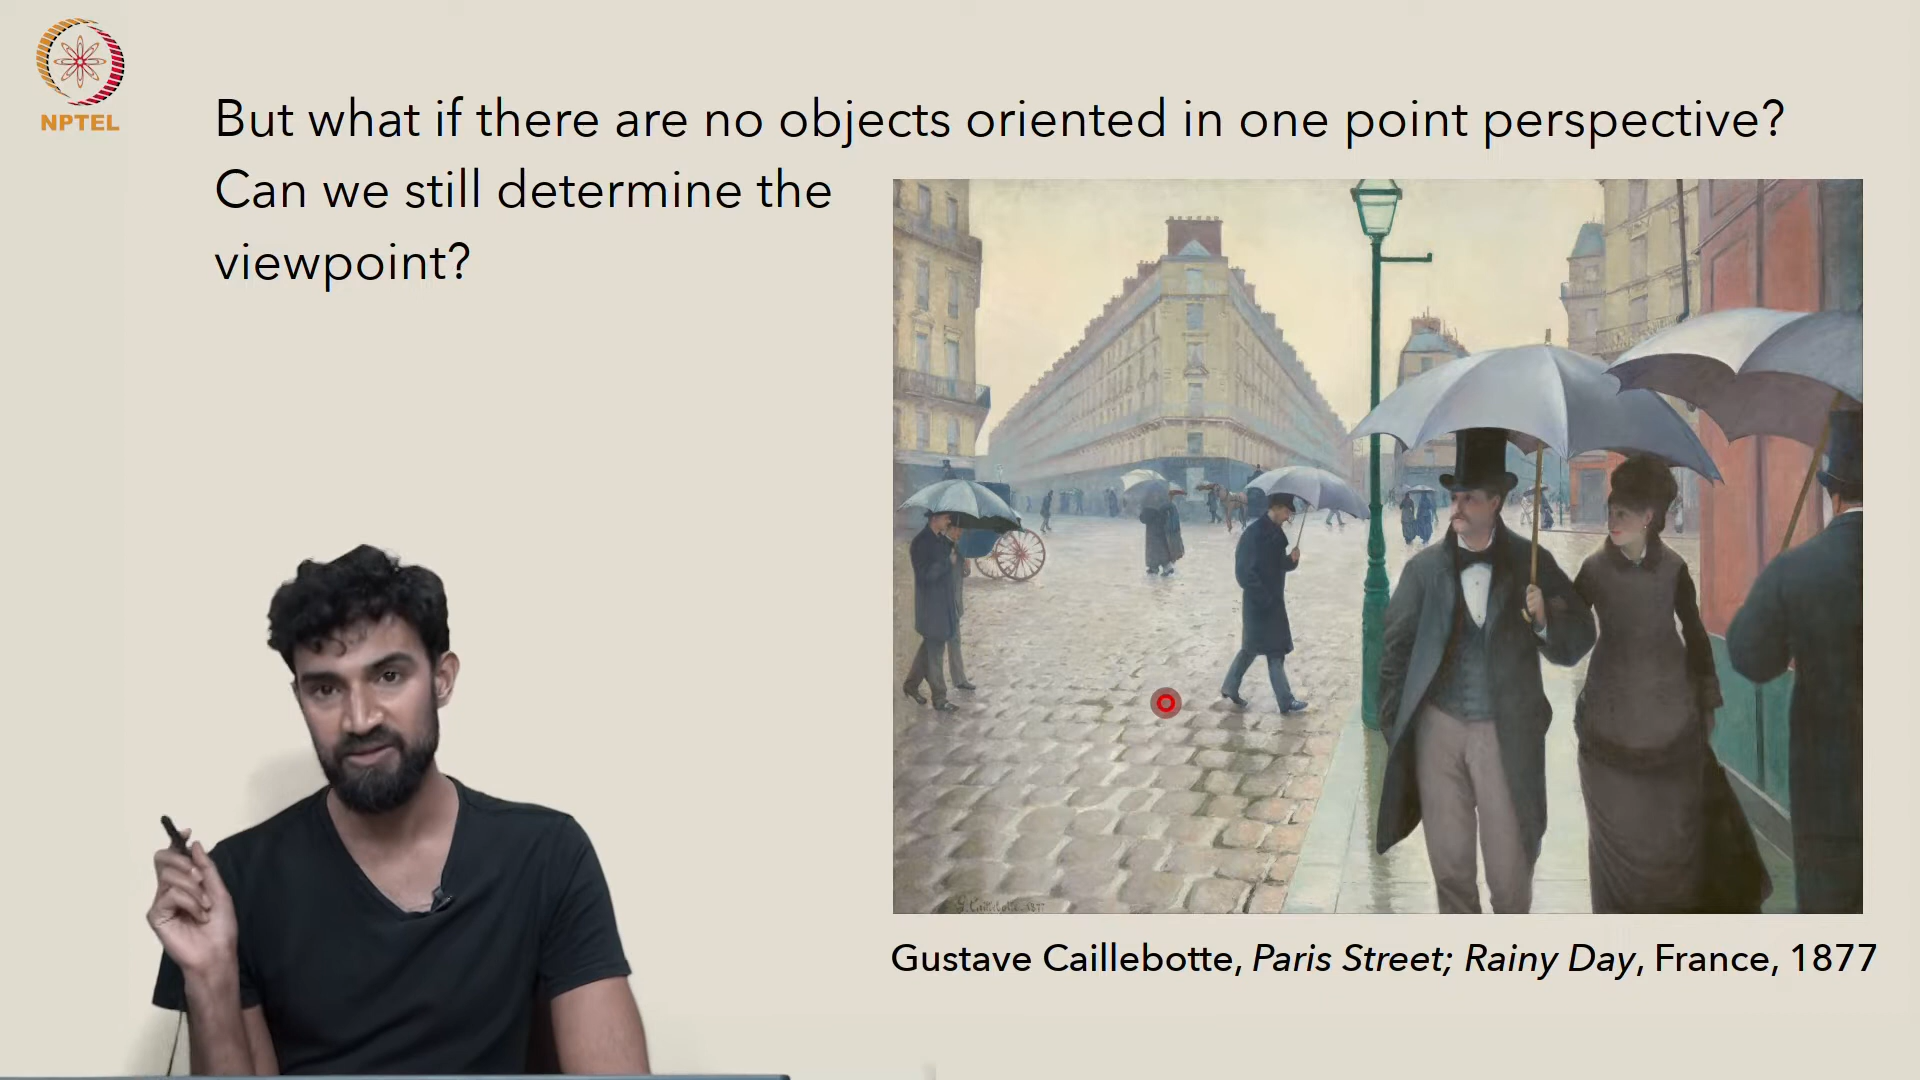 NPTEL
But what if there are no objects oriented in one point perspective?
Can we still determine the
viewpoint?
Gustave Caillebotte, Paris Street; Rainy Day, France, 1877